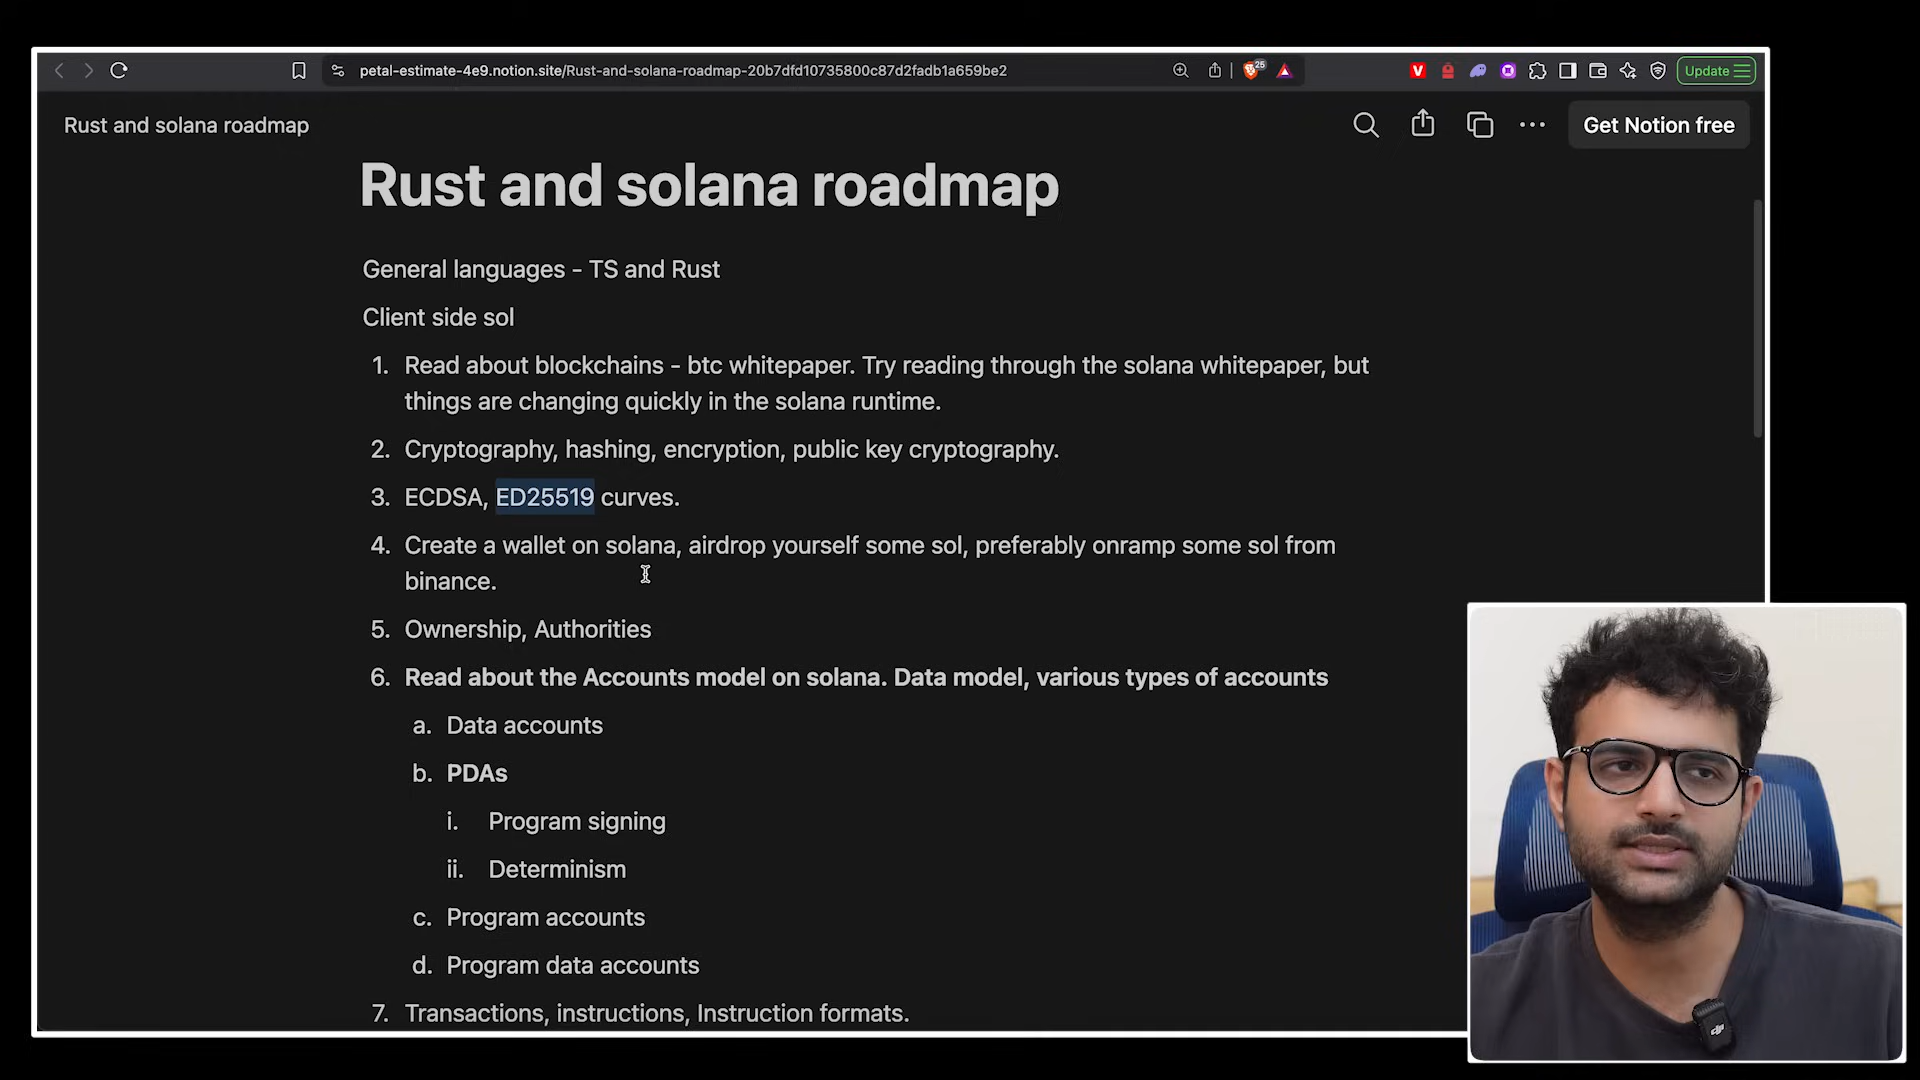 petal-estimate-4e9.notion.site/Rust-and-solana-roadmap-20b7dfd10735800c87d2fadb1a659be2
25
V
Update
Rust and solana roadmap
Get Notion free
Rust and solana roadmap
General languages - TS and Rust
Client side sol
1. Read about blockchains - btc whitepaper. Try reading through the solana whitepaper, but
things are changing quickly in the solana runtime.
2. Cryptography, hashing, encryption, public key cryptography.
3. ECDSA, ED25519 curves.
4. Create a wallet on solana, airdrop yourself some sol, preferably onramp some sol from
binance.
5. Ownership, Authorities
6. Read about the Accounts model on solana. Data model, various types of accounts
a. Data accounts
b. PDAs
i. Program signing
ii. Determinism
c. Program accounts
d. Program data accounts
7. Transactions, instructions, Instruction formats.
dji